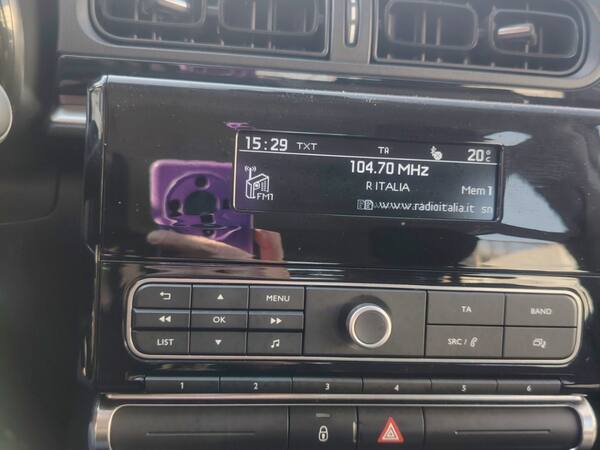 15:29 TXT TA 20°C
104.70 MHz
R ITALIA Mem 1
FM1 www.radioitalia.it sn
MENU TA BAND
OK
LIST SRC /
1 2 3 4 5 6